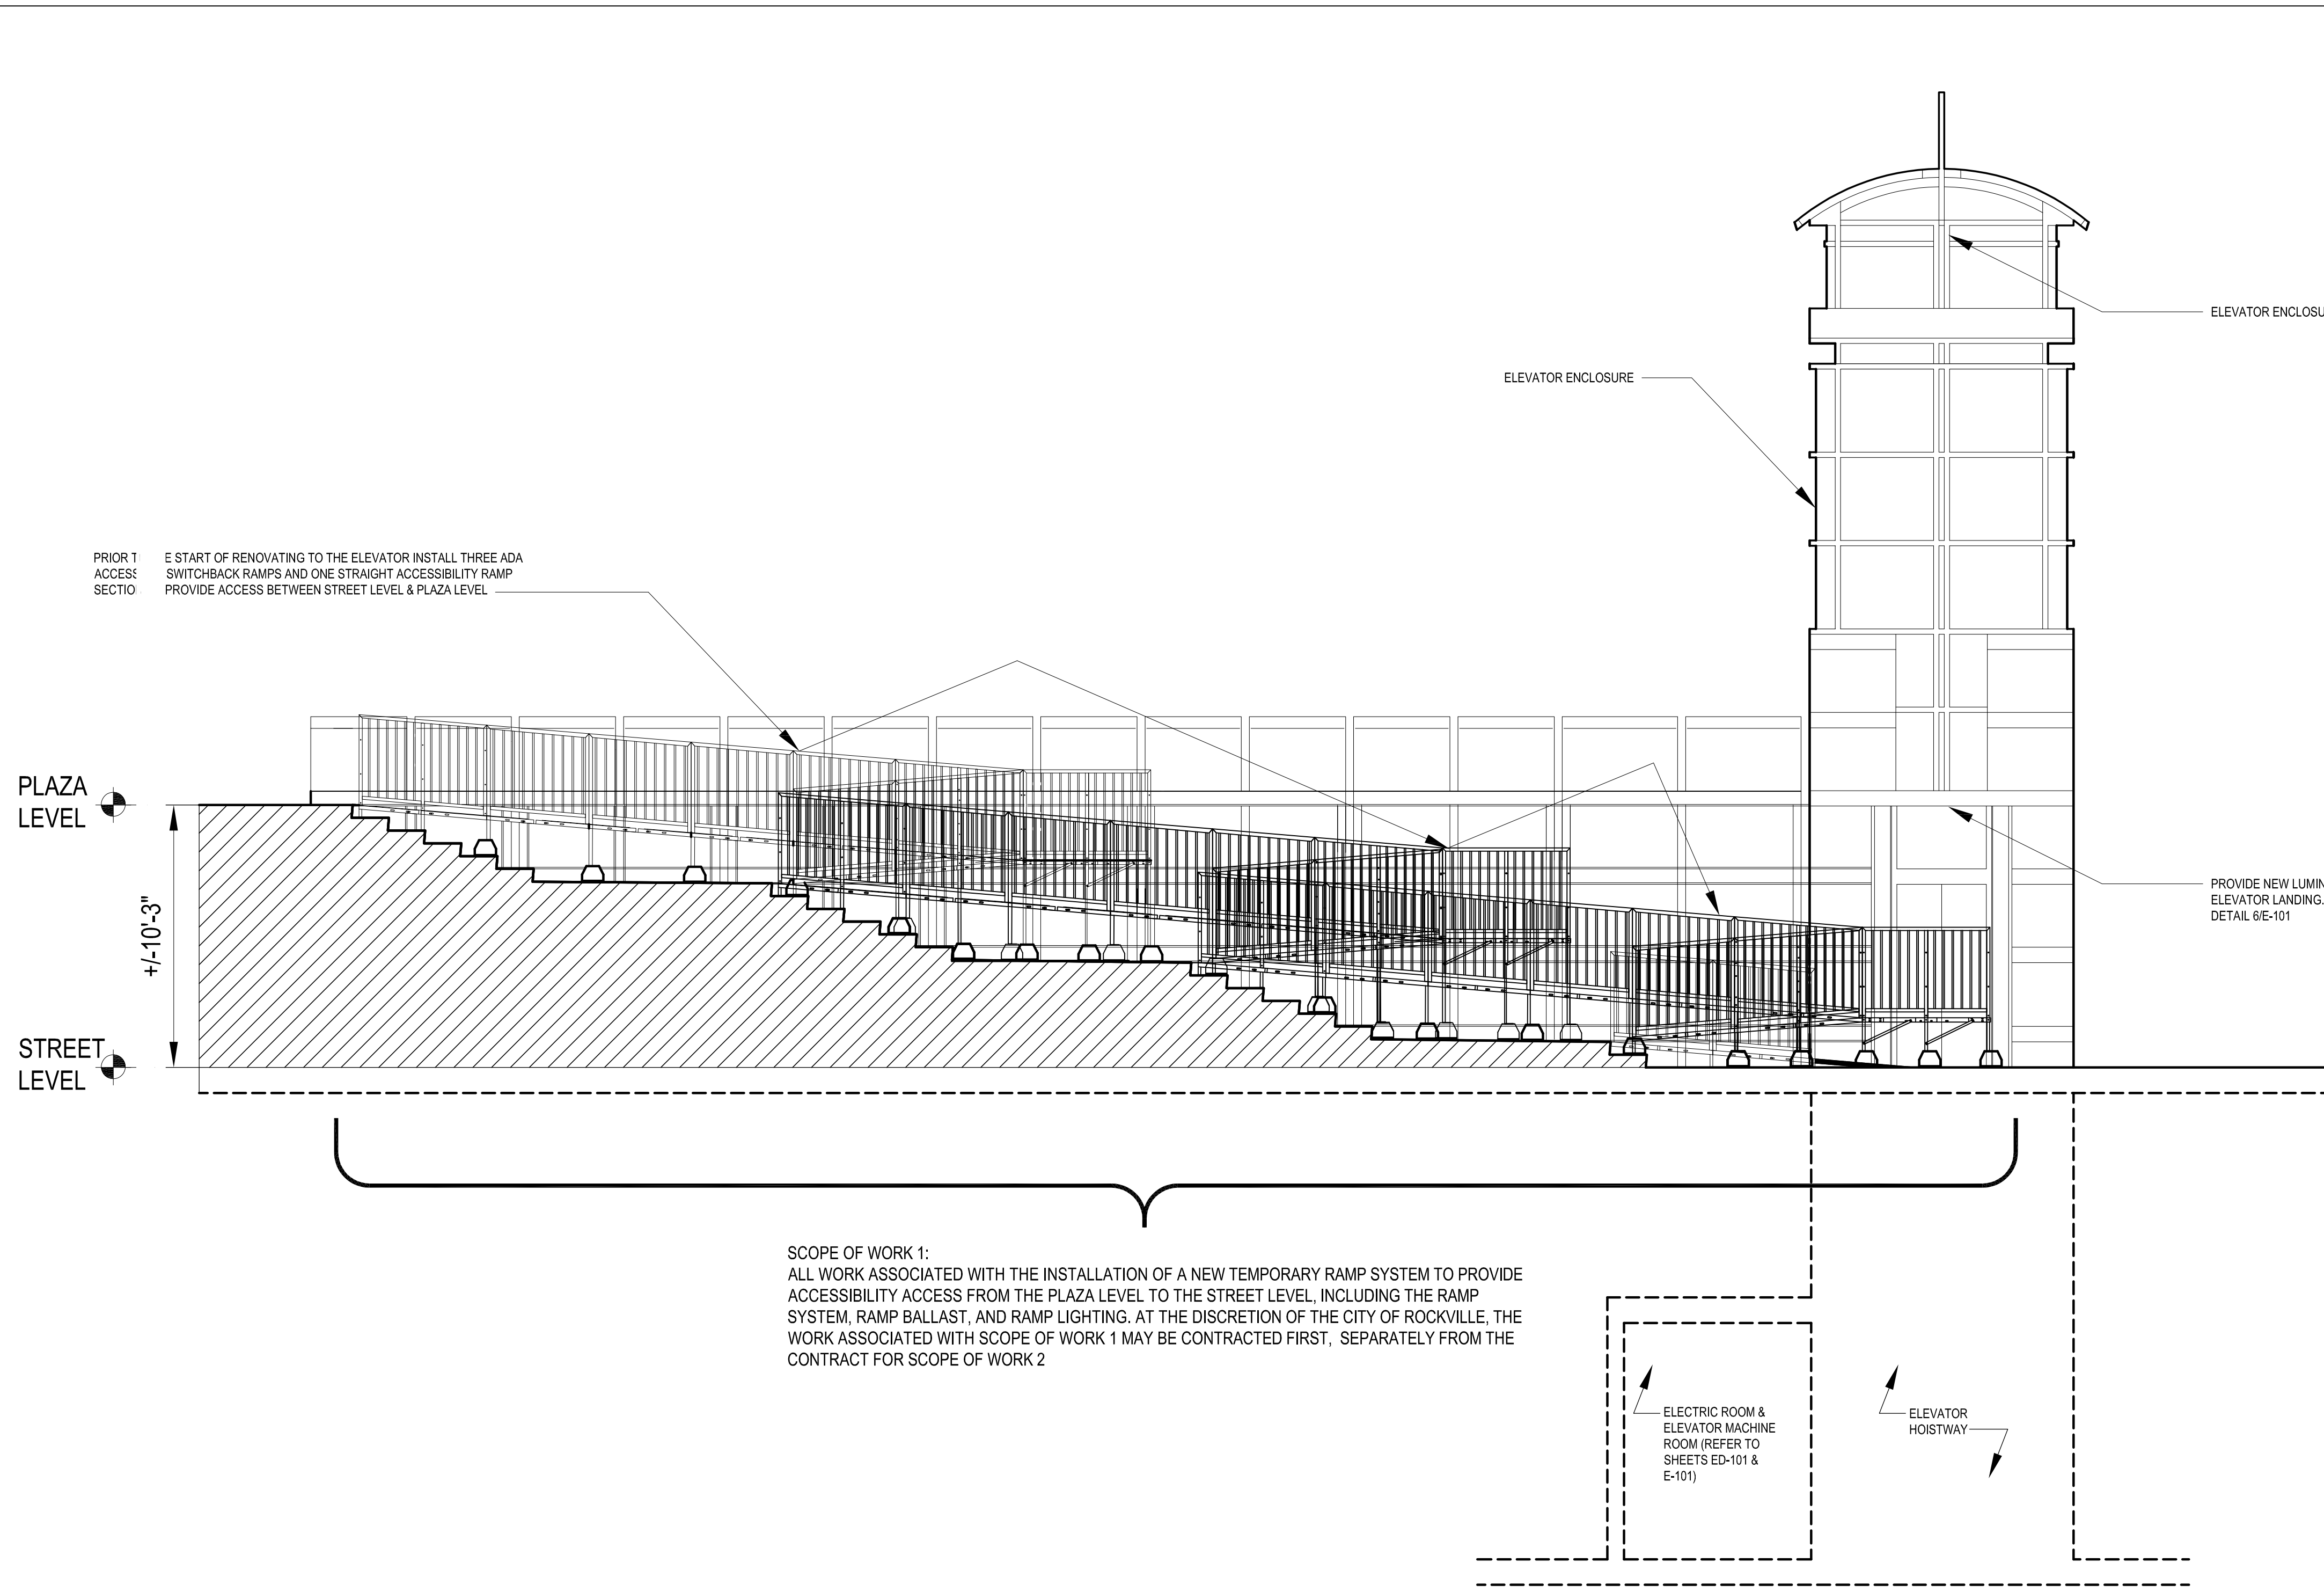 ELEVATOR ENCLOSU
ELEVATOR ENCLOSURE
PRIOR T E START OF RENOVATING TO THE ELEVATOR INSTALL THREE ADA
ACCES SWITCHBACK RAMPS AND ONE STRAIGHT ACCESSIBILITY RAMP
SECTIO PROVIDE ACCESS BETWEEN STREET LEVEL & PLAZA LEVEL
PLAZA
LEVEL
+/-10'-3"
STREET
LEVEL
PROVIDE NEW LUMIN
ELEVATOR LANDING.
DETAIL 6/E-101
SCOPE OF WORK 1:
ALL WORK ASSOCIATED WITH THE INSTALLATION OF A NEW TEMPORARY RAMP SYSTEM TO PROVIDE
ACCESSIBILITY ACCESS FROM THE PLAZA LEVEL TO THE STREET LEVEL, INCLUDING THE RAMP
SYSTEM, RAMP BALLAST, AND RAMP LIGHTING. AT THE DISCRETION OF THE CITY OF ROCKVILLE, THE
WORK ASSOCIATED WITH SCOPE OF WORK 1 MAY BE CONTRACTED FIRST, SEPARATELY FROM THE
CONTRACT FOR SCOPE OF WORK 2
ELECTRIC ROOM &
ELEVATOR MACHINE
ROOM (REFER TO
SHEETS ED-101 &
E-101)
ELEVATOR
HOISTWAY